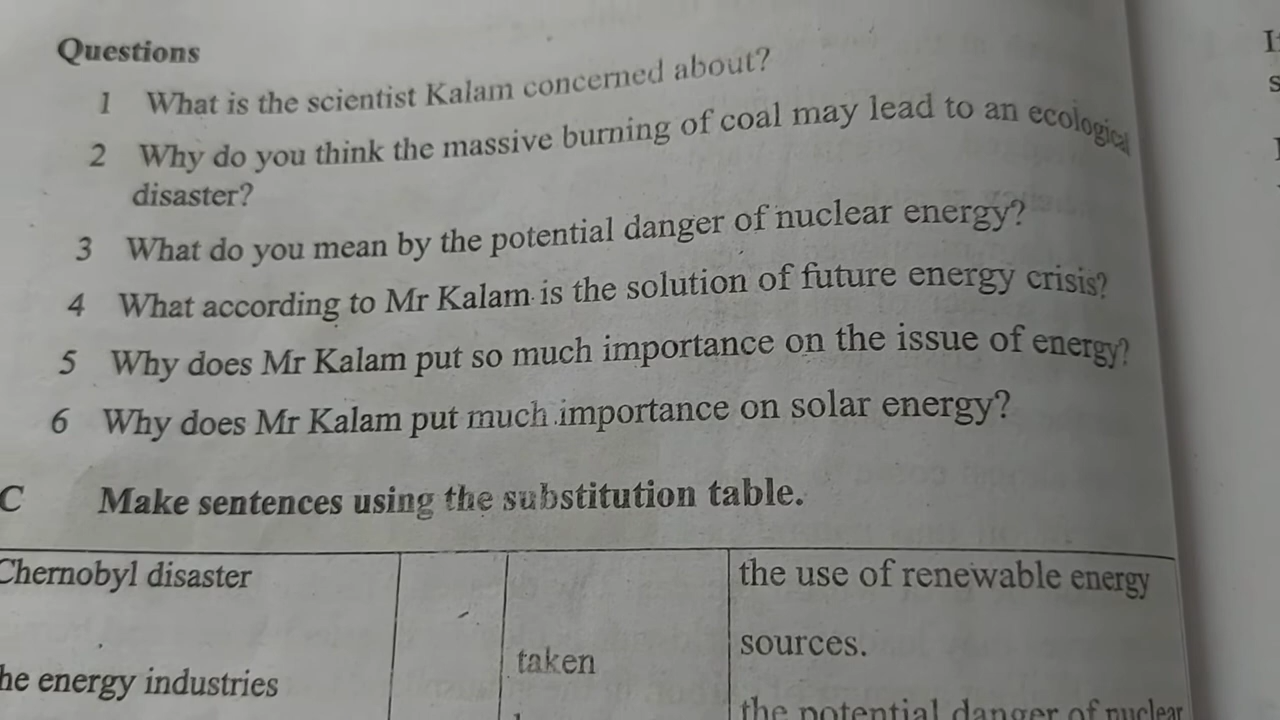 Questions
1 What is the scientist Kalam concerned about?
2 Why do you think the massive burning of coal may lead to an ecological
disaster?
3 What do you mean by the potential danger of nuclear energy?
4 What according to Mr Kalam is the solution of future energy crisis?
5 Why does Mr Kalam put so much importance on the issue of energy?
6 Why does Mr Kalam put much importance on solar energy?
C Make sentences using the substitution table.
Chernobyl disaster
the use of renewable energy
sources.
taken
he energy industries
the potential danger of nuclear